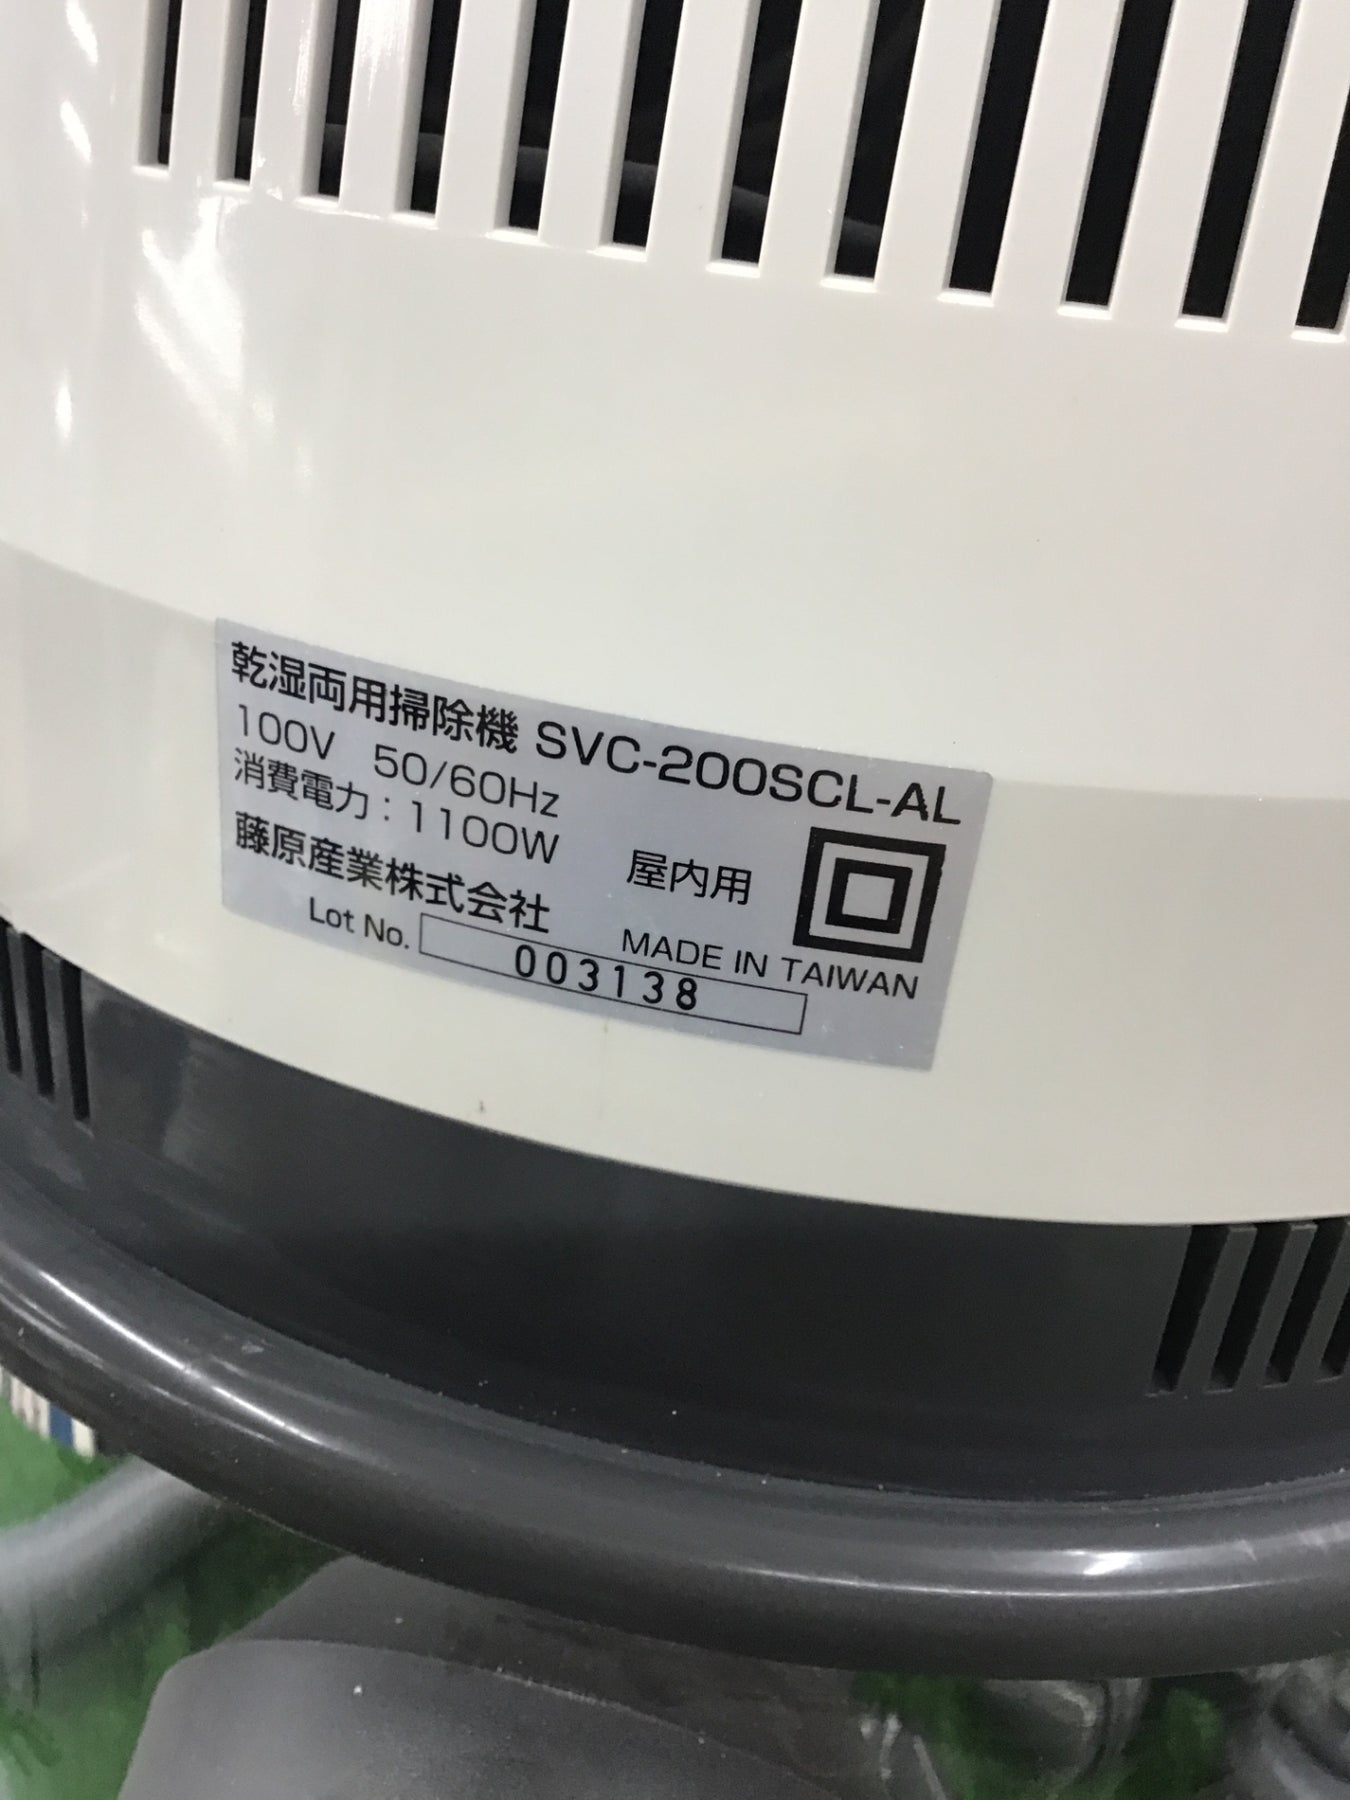 乾湿両用掃除機 SVC-200SCL-AL
100V 50/60Hz
消費電力：1100W
屋内用
藤原産業株式会社
MADE IN TAIWAN
Lot No. 003138